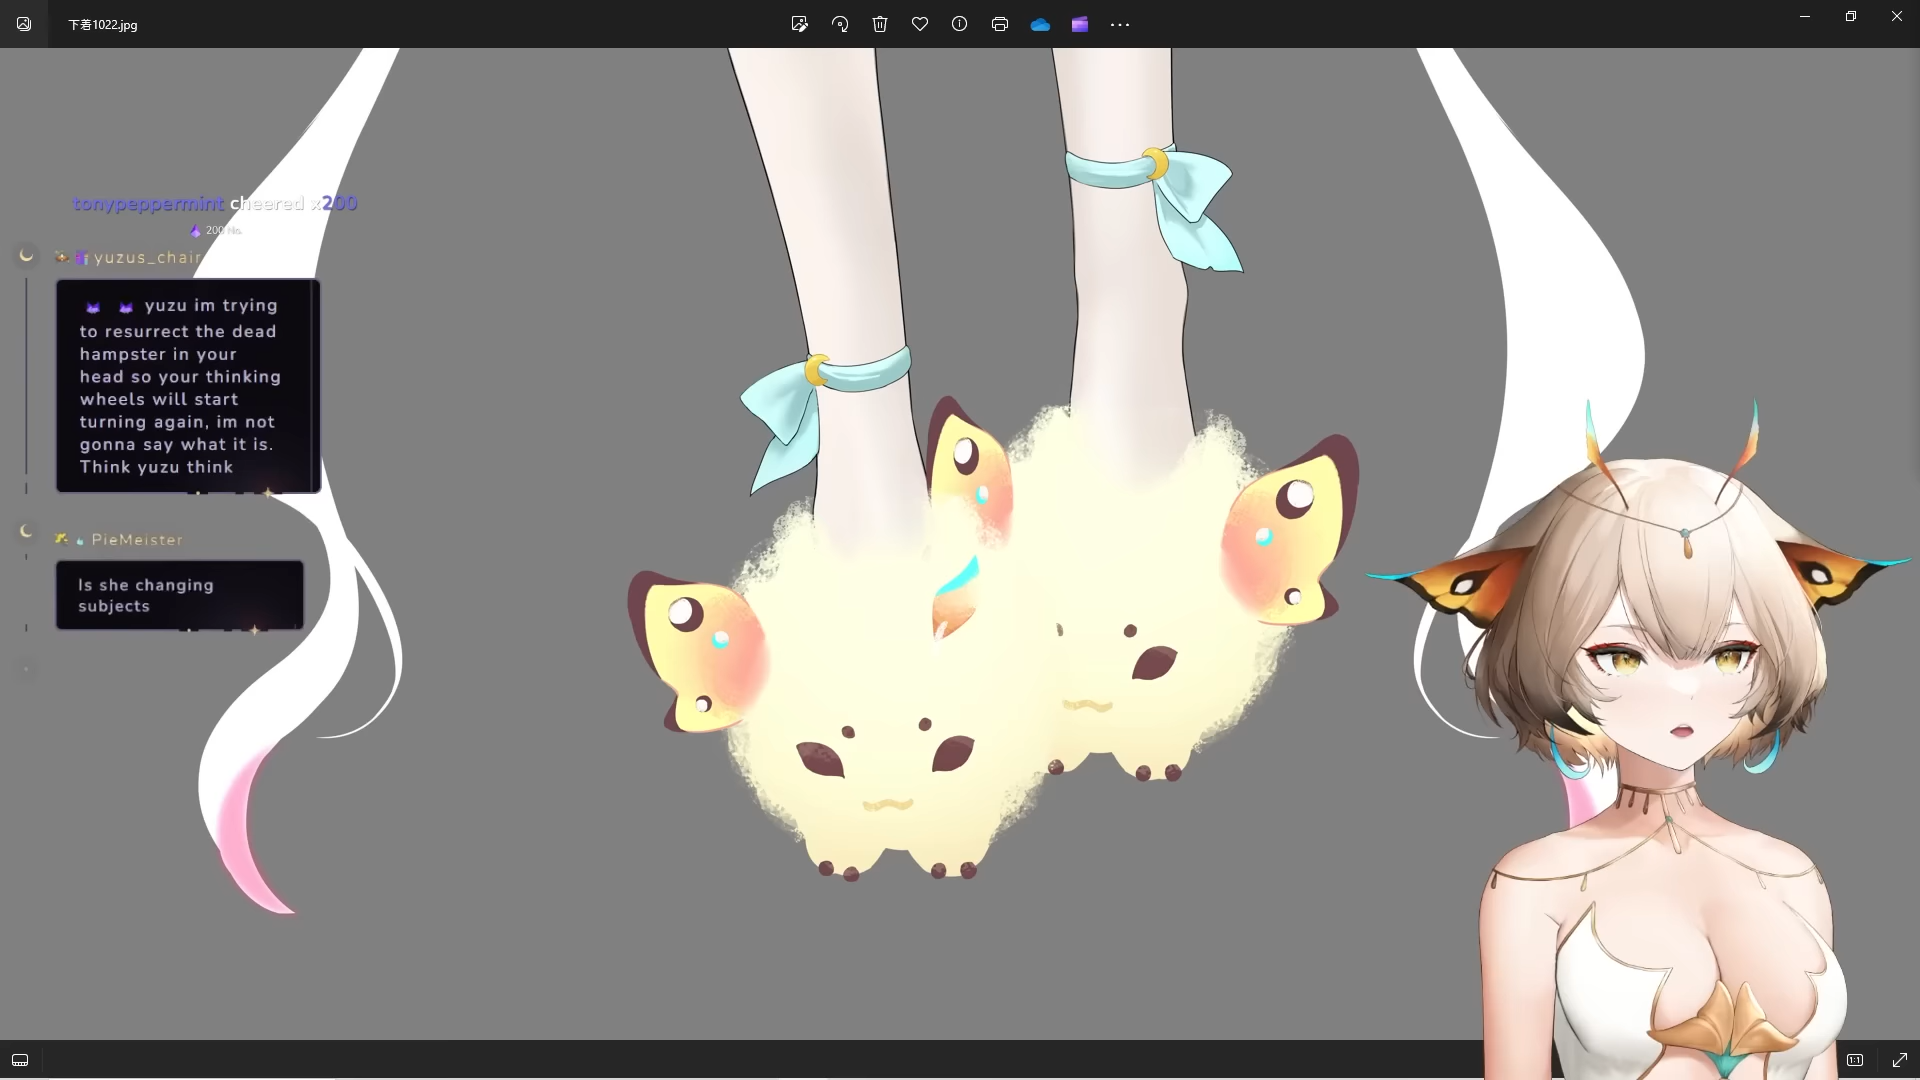 下着1022.jpg
tonypeppermint cheered x200
200
yuzus_chair
yuzu im trying
to resurrect the dead
hampster in your
head so your thinking
wheels will start
turning again, im not
gonna say what it is.
Think yuzu think
PieMeister
Is she changing
subjects
1:1